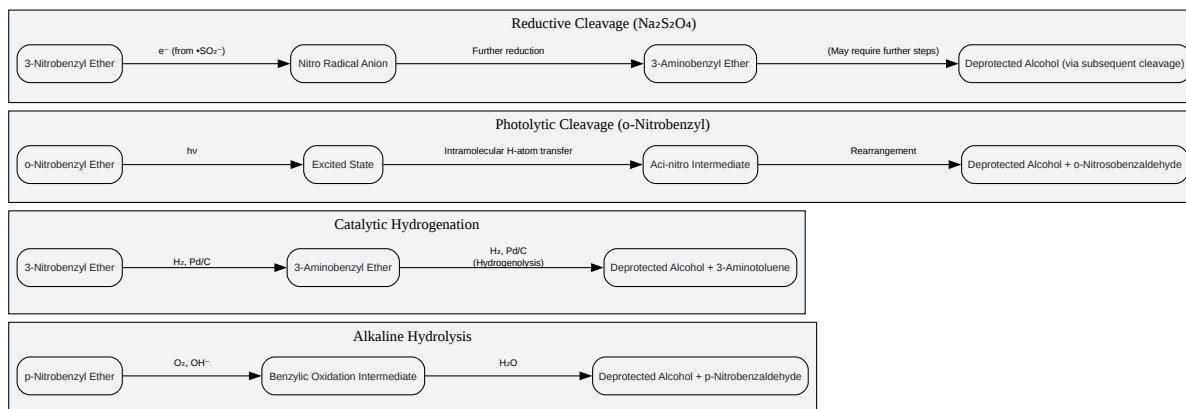 Reductive Cleavage (Na₂S₂O₄)
3-Nitrobenzyl Ether
e⁻ (from •SO₂⁻)
Nitro Radical Anion
Further reduction
3-Aminobenzyl Ether
(May require further steps)
Deprotected Alcohol (via subsequent cleavage)
Photolytic Cleavage (o-Nitrobenzyl)
o-Nitrobenzyl Ether
hν
Excited State
Intramolecular H-atom transfer
Aci-nitro Intermediate
Rearrangement
Deprotected Alcohol + o-Nitrosobenzaldehyde
Catalytic Hydrogenation
3-Nitrobenzyl Ether
H₂, Pd/C
3-Aminobenzyl Ether
H₂, Pd/C
(Hydrogenolysis)
Deprotected Alcohol + 3-Aminotoluene
Alkaline Hydrolysis
p-Nitrobenzyl Ether
O₂, OH⁻
Benzylic Oxidation Intermediate
H₂O
Deprotected Alcohol + p-Nitrobenzaldehyde